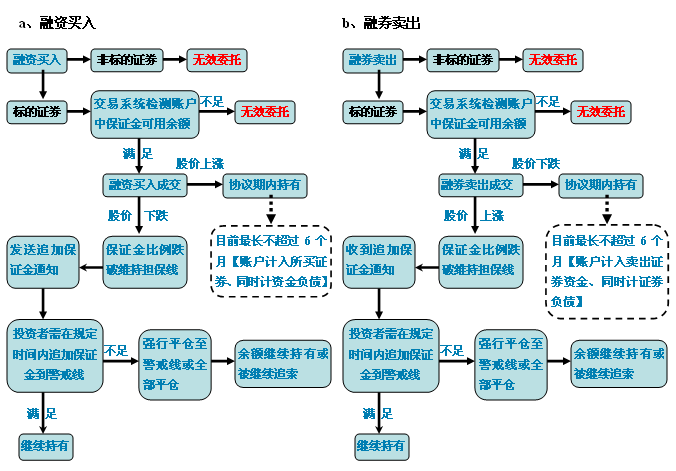 a、融资买入
融资买入
非标的证券
无效委托
标的证券
交易系统检测账户
中保证金可用余额
不足
无效委托
满 足
股价上涨
融资买入成交
协议期内持有
股价 下跌
目前最长不超过 6 个
月【账户计入所买证
券、同时计资金负债】
发送追加保
证金通知
保证金比例跌
破维持担保线
投资者需在规定
时间内追加保证
金到警戒线
不足
强行平仓至
警戒线或全
部平仓
余额继续持有或
被继续追索
满 足
继续持有
b、融券卖出
融券卖出
非标的证券
无效委托
标的证券
交易系统检测账户
中保证金可用余额
不足
无效委托
满 足
股价下跌
融券卖出成交
协议期内持有
股价 上涨
目前最长不超过 6 个
月【账户计入卖出证
券资金、同时计证券
负债】
收到追加保
证金通知
保证金比例跌
破维持担保线
投资者需在规定
时间内追加保证
金到警戒线
不足
强行平仓至
警戒线或全
部平仓
余额继续持有或
被继续追索
满 足
继续持有